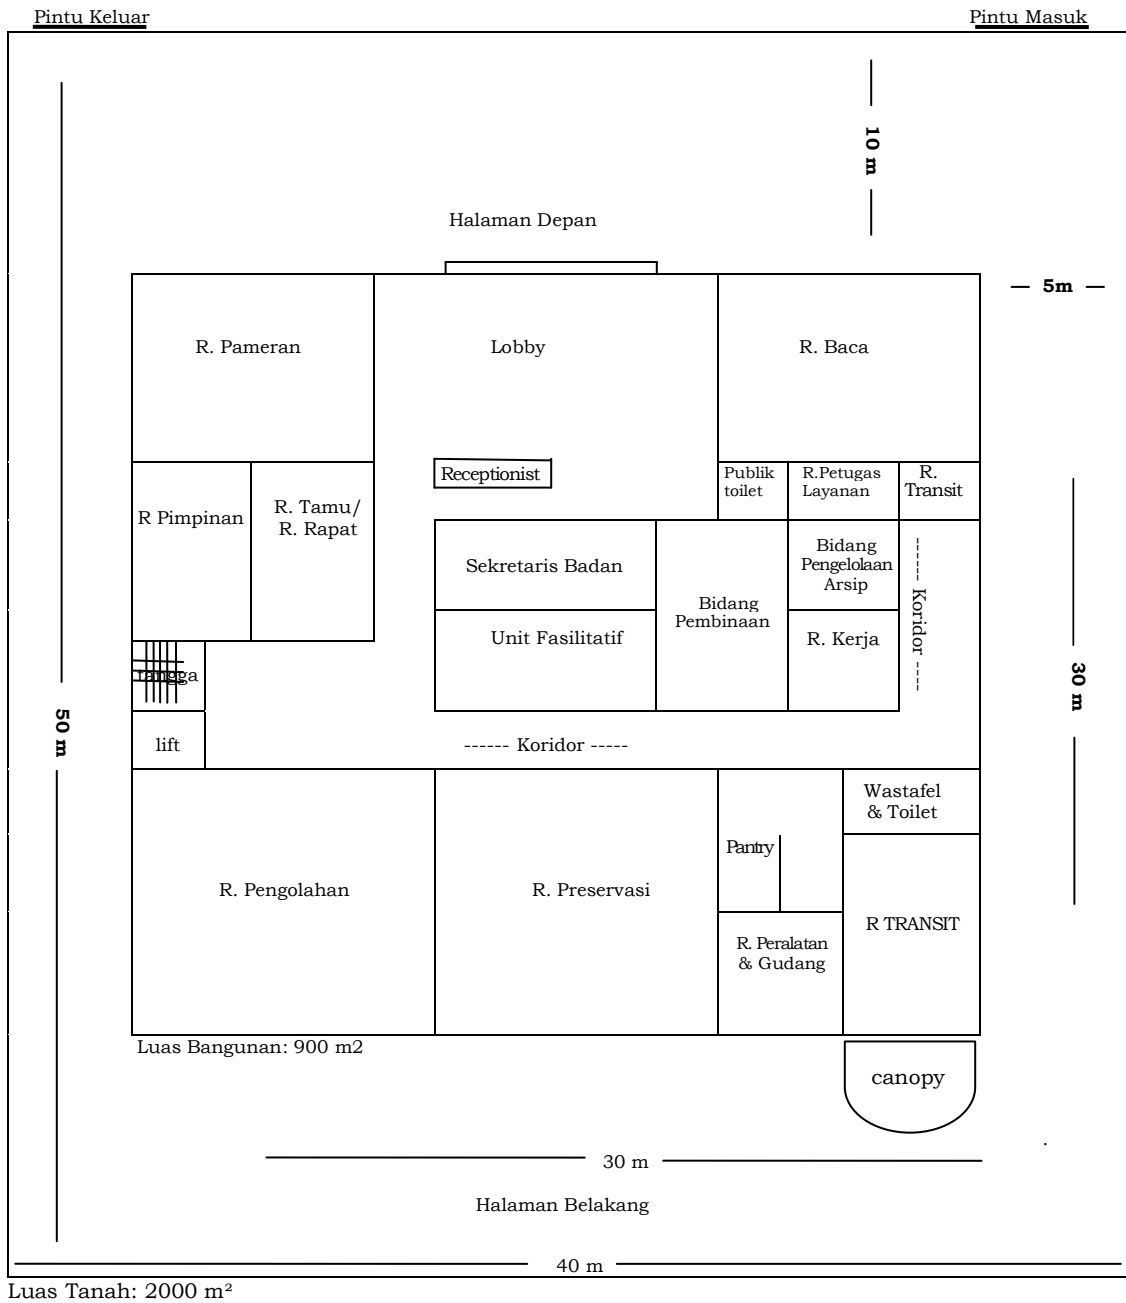 Pintu Keluar
Pintu Masuk
10 m
Halaman Depan
5m
R. Pameran
Lobby
R. Baca
Receptionist
Publik
toilet
R.Petugas
Layanan
R.
Transit
R Pimpinan
R. Tamu/
R. Rapat
Sekretaris Badan
Bidang
Pengelolaan
Arsip
------ Koridor ----
Bidang
Pembinaan
Unit Fasilitatif
R. Kerja
tangga
30 m
50 m
lift
------ Koridor -----
Wastafel
& Toilet
Pantry
R. Pengolahan
R. Preservasi
R TRANSIT
R. Peralatan
& Gudang
Luas Bangunan: 900 m2
canopy
.
30 m
Halaman Belakang
40 m
Luas Tanah: 2000 m²